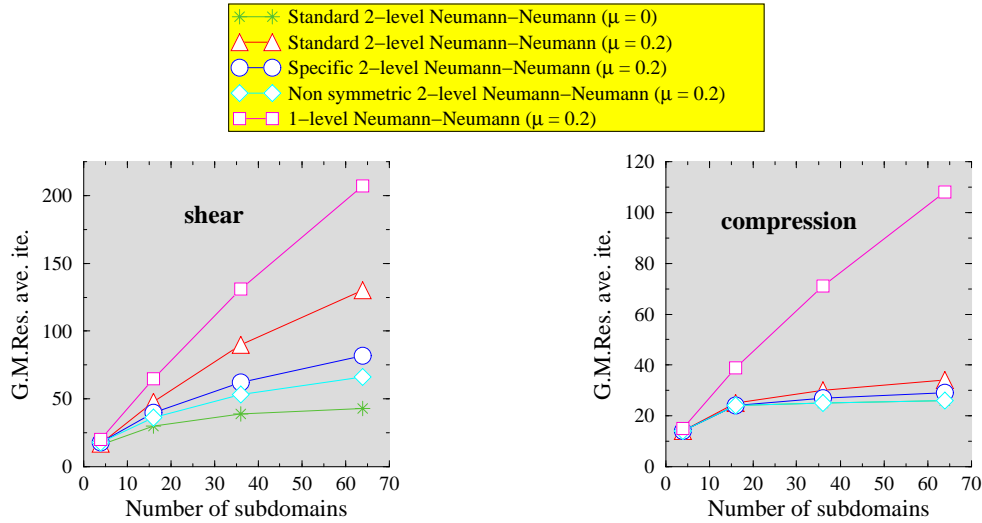 Standard 2−level Neumann−Neumann (μ = 0)
Standard 2−level Neumann−Neumann (μ = 0.2)
Specific 2−level Neumann−Neumann (μ = 0.2)
Non symmetric 2−level Neumann−Neumann (μ = 0.2)
1−level Neumann−Neumann (μ = 0.2)
shear
G.M.Res. ave. ite.
200
150
100
50
0
0 10 20 30 40 50 60 70
Number of subdomains
compression
G.M.Res. ave. ite.
120
100
80
60
40
20
0
0 10 20 30 40 50 60 70
Number of subdomains